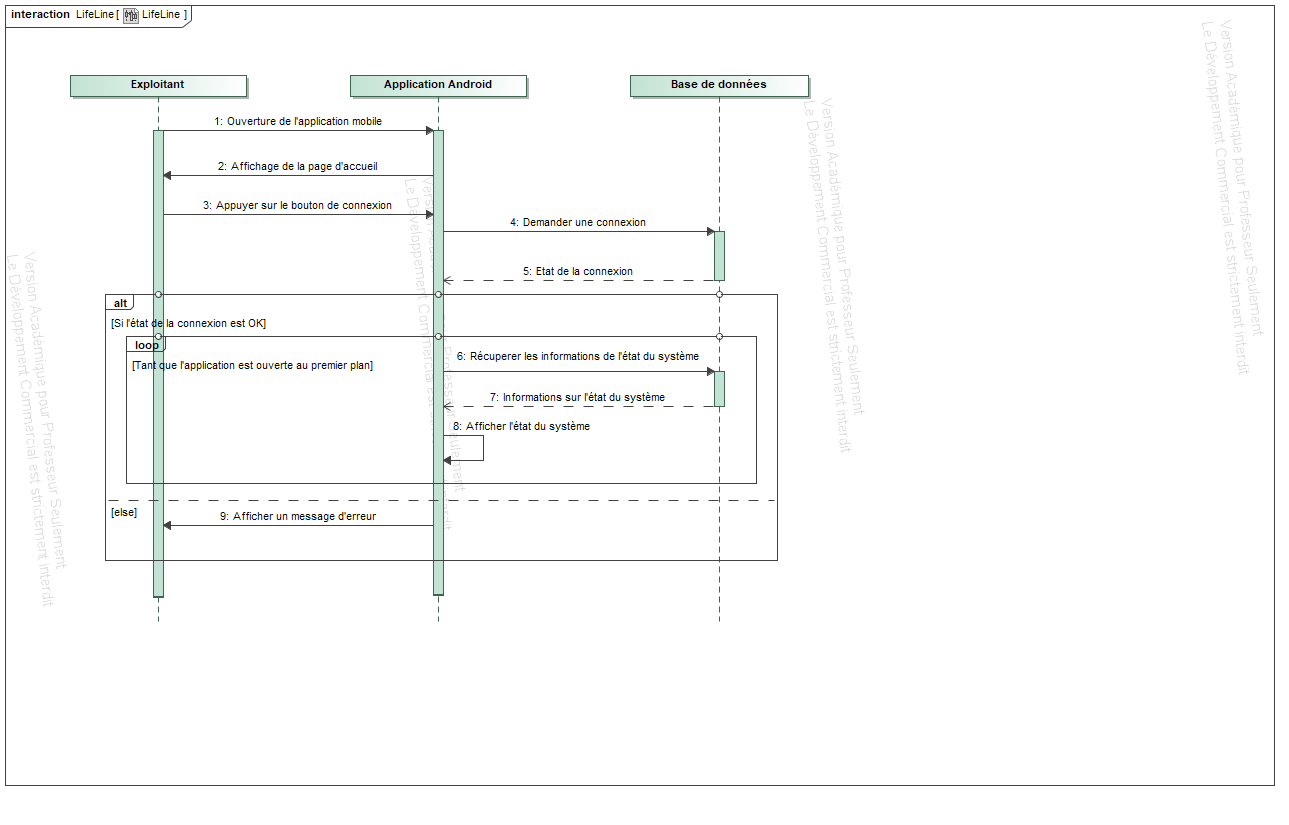 interaction LifeLine [ LifeLine ]
Exploitant
Application Android
Base de données
1: Ouverture de l'application mobile
2: Affichage de la page d'accueil
3: Appuyer sur le bouton de connexion
4: Demander une connexion
5: Etat de la connexion
alt
[Si l'état de la connexion est OK]
loop
[Tant que l'application est ouverte au premier plan]
6: Récuperer les informations de l'état du système
7: Informations sur l'état du système
8: Afficher l'état du système
[else]
9: Afficher un message d'erreur
Version Académique pour Professeur Seulement
Le Développement Commercial est strictement interdit
Version Académique pour Professeur Seulement
Le Développement Commercial est strictement interdit
Version Académique pour Professeur Seulement
Le Développement Commercial est strictement interdit
Version Académique pour Professeur Seulement
Le Développement Commercial est strictement interdit